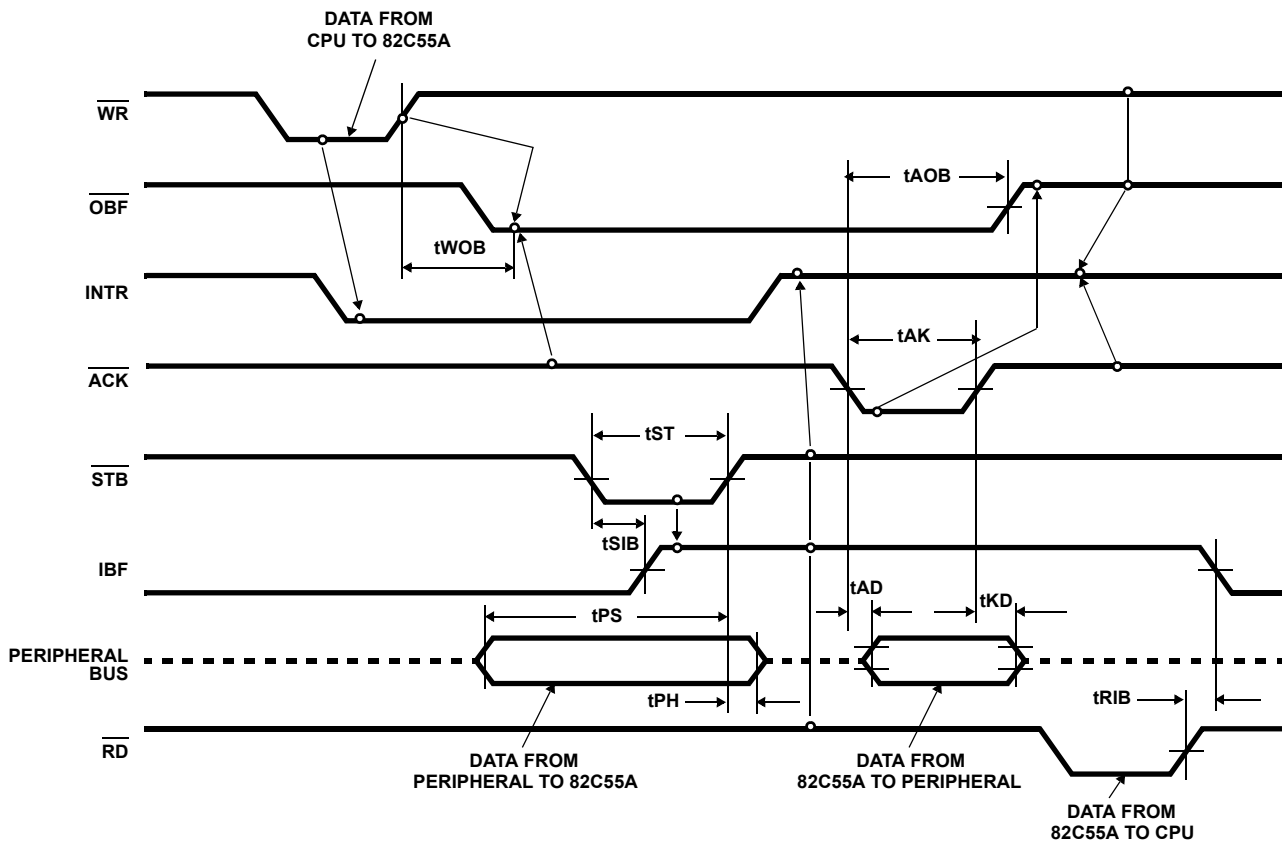 DATA FROM
CPU TO 82C55A
WR
OBF
tAOB
tWOB
INTR
tAK
ACK
tST
STB
tSIB
IBF
tAD
tKD
tPS
PERIPHERAL
BUS
tPH
tRIB
RD
DATA FROM
PERIPHERAL TO 82C55A
DATA FROM
82C55A TO PERIPHERAL
DATA FROM
82C55A TO CPU